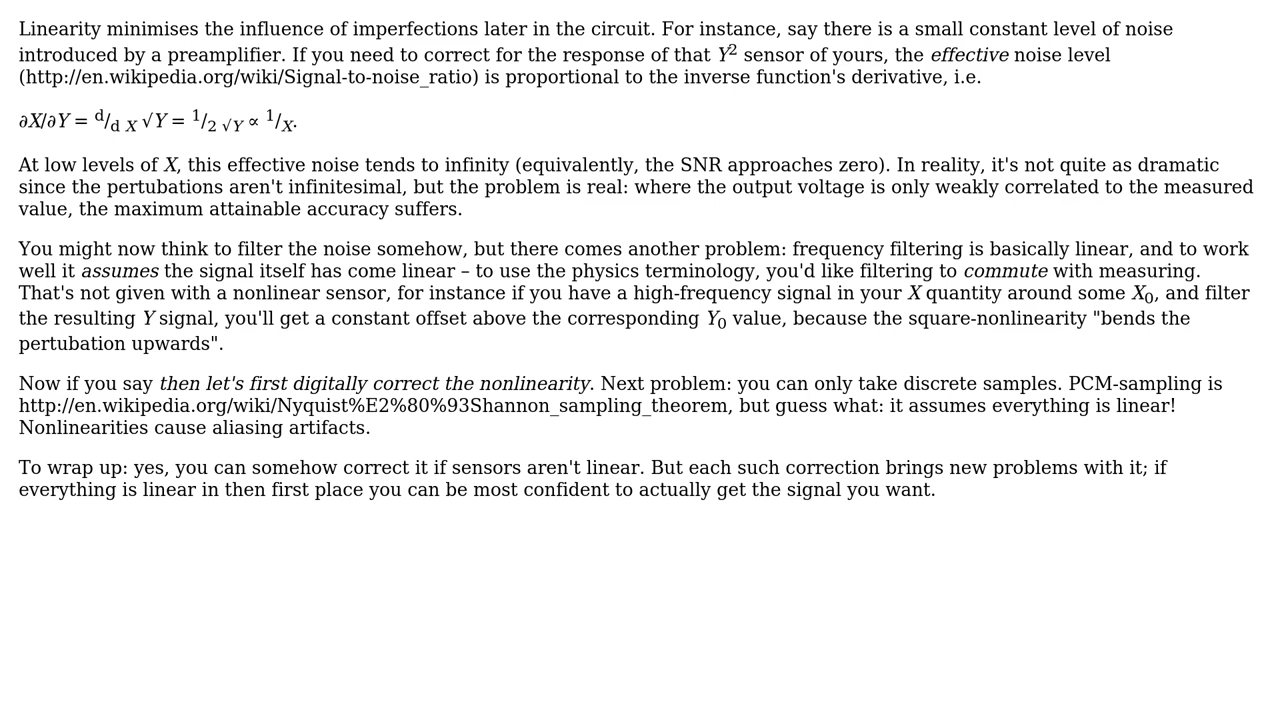 Linearity minimises the influence of imperfections later in the circuit. For instance, say there is a small constant level of noise
introduced by a preamplifier. If you need to correct for the response of that Y² sensor of yours, the effective noise level
(http://en.wikipedia.org/wiki/Signal-to-noise_ratio) is proportional to the inverse function's derivative, i.e.
∂X/∂Y = d/d X √Y = 1/2 √Y ∝ 1/X.
At low levels of X, this effective noise tends to infinity (equivalently, the SNR approaches zero). In reality, it's not quite as dramatic
since the pertubations aren't infinitesimal, but the problem is real: where the output voltage is only weakly correlated to the measured
value, the maximum attainable accuracy suffers.
You might now think to filter the noise somehow, but there comes another problem: frequency filtering is basically linear, and to work
well it assumes the signal itself has come linear – to use the physics terminology, you'd like filtering to commute with measuring.
That's not given with a nonlinear sensor, for instance if you have a high-frequency signal in your X quantity around some X₀, and filter
the resulting Y signal, you'll get a constant offset above the corresponding Y₀ value, because the square-nonlinearity "bends the
pertubation upwards".
Now if you say then let's first digitally correct the nonlinearity. Next problem: you can only take discrete samples. PCM-sampling is
http://en.wikipedia.org/wiki/Nyquist%E2%80%93Shannon_sampling_theorem, but guess what: it assumes everything is linear!
Nonlinearities cause aliasing artifacts.
To wrap up: yes, you can somehow correct it if sensors aren't linear. But each such correction brings new problems with it; if
everything is linear in then first place you can be most confident to actually get the signal you want.